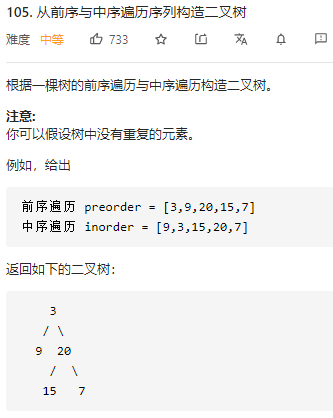 105. 从前序与中序遍历序列构造二叉树
难度 中等 733
根据一棵树的前序遍历与中序遍历构造二叉树。
注意:
你可以假设树中没有重复的元素。
例如，给出
前序遍历 preorder = [3,9,20,15,7]
中序遍历 inorder = [9,3,15,20,7]
返回如下的二叉树：
3
/ \
9 20
/ \
15 7